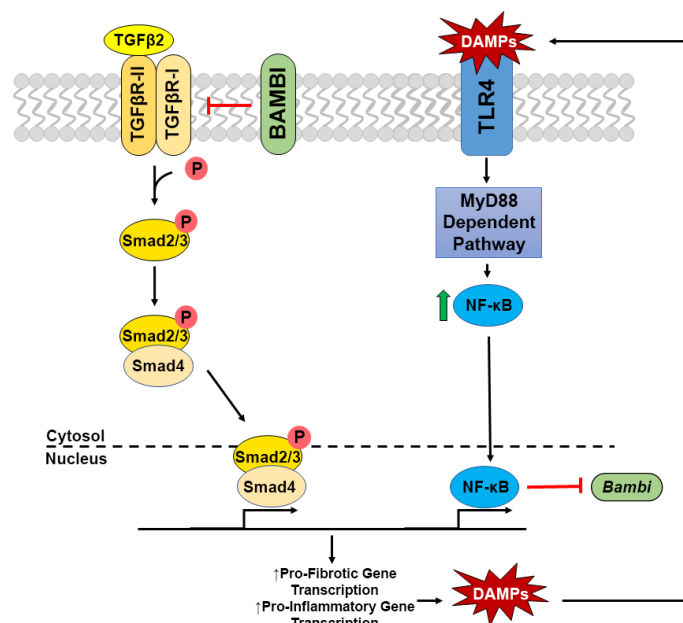 TGFβ2
DAMPs
TGFβR-II
TGFβR-I
BAMBI
TLR4
P
P
Smad2/3
MyD88
Dependent
Pathway
P
Smad2/3
Smad4
NF-κB
Cytosol
Nucleus
P
Smad2/3
Smad4
NF-κB
Bambi
↑Pro-Fibrotic Gene
Transcription
↑Pro-Inflammatory Gene
Transcription
DAMPs